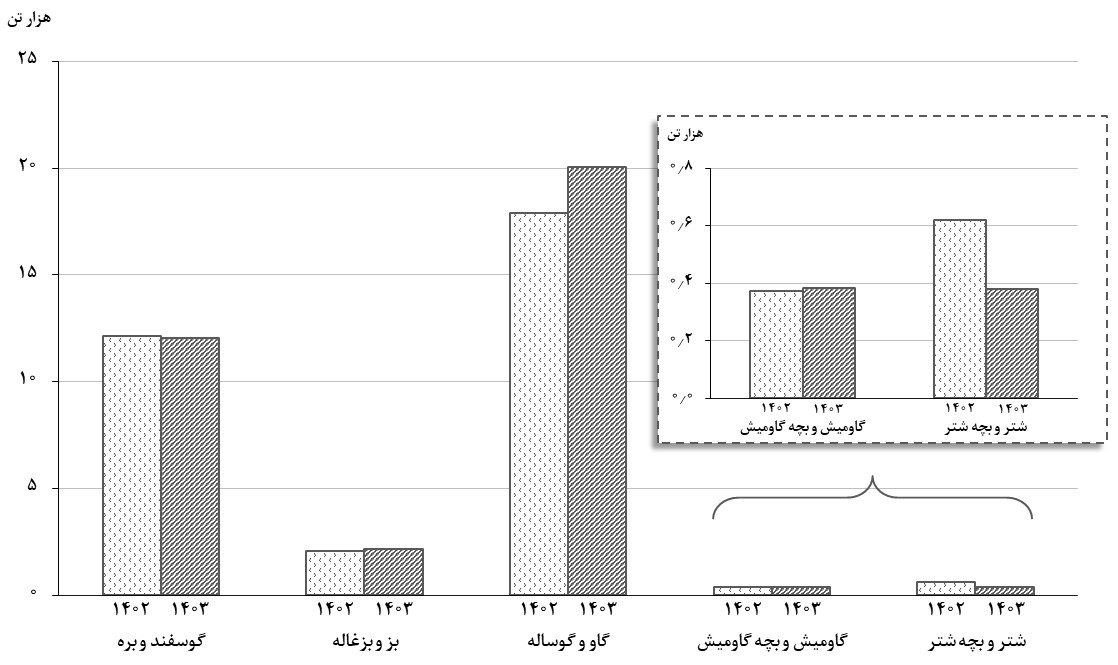 هزار تن
۲۵
۲۰
۱۵
۱۰
۵
۰
۱۴۰۲ ۱۴۰۳
گوسفند و بره
۱۴۰۲ ۱۴۰۳
بز و بزغاله
۱۴۰۲ ۱۴۰۳
گاو و گوساله
۱۴۰۲ ۱۴۰۳
گاومیش و بچه گاومیش
۱۴۰۲ ۱۴۰۳
شتر و بچه شتر
هزار تن
۰٫۸
۰٫۶
۰٫۴
۰٫۲
۰٫۰
۱۴۰۲ ۱۴۰۳
گاومیش و بچه گاومیش
۱۴۰۲ ۱۴۰۳
شتر و بچه شتر